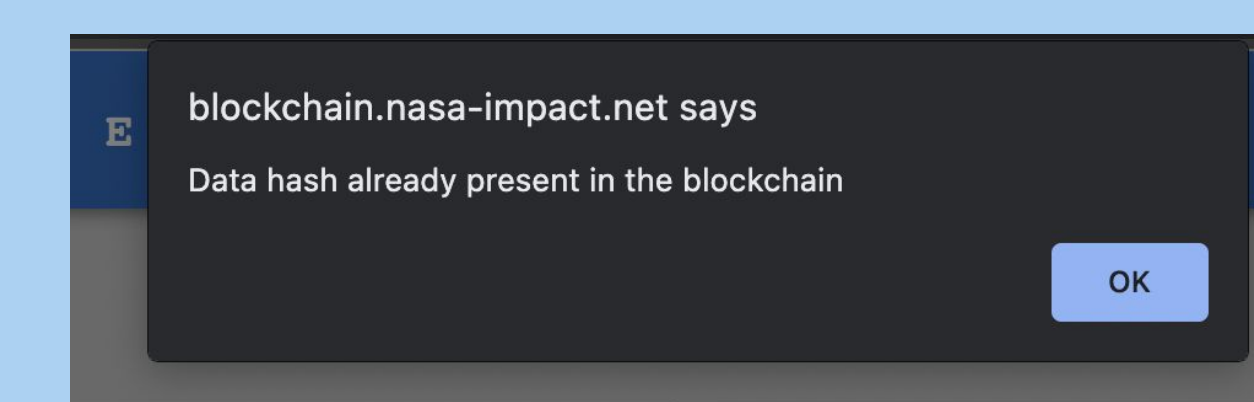 E
blockchain.nasa-impact.net says
Data hash already present in the blockchain
OK